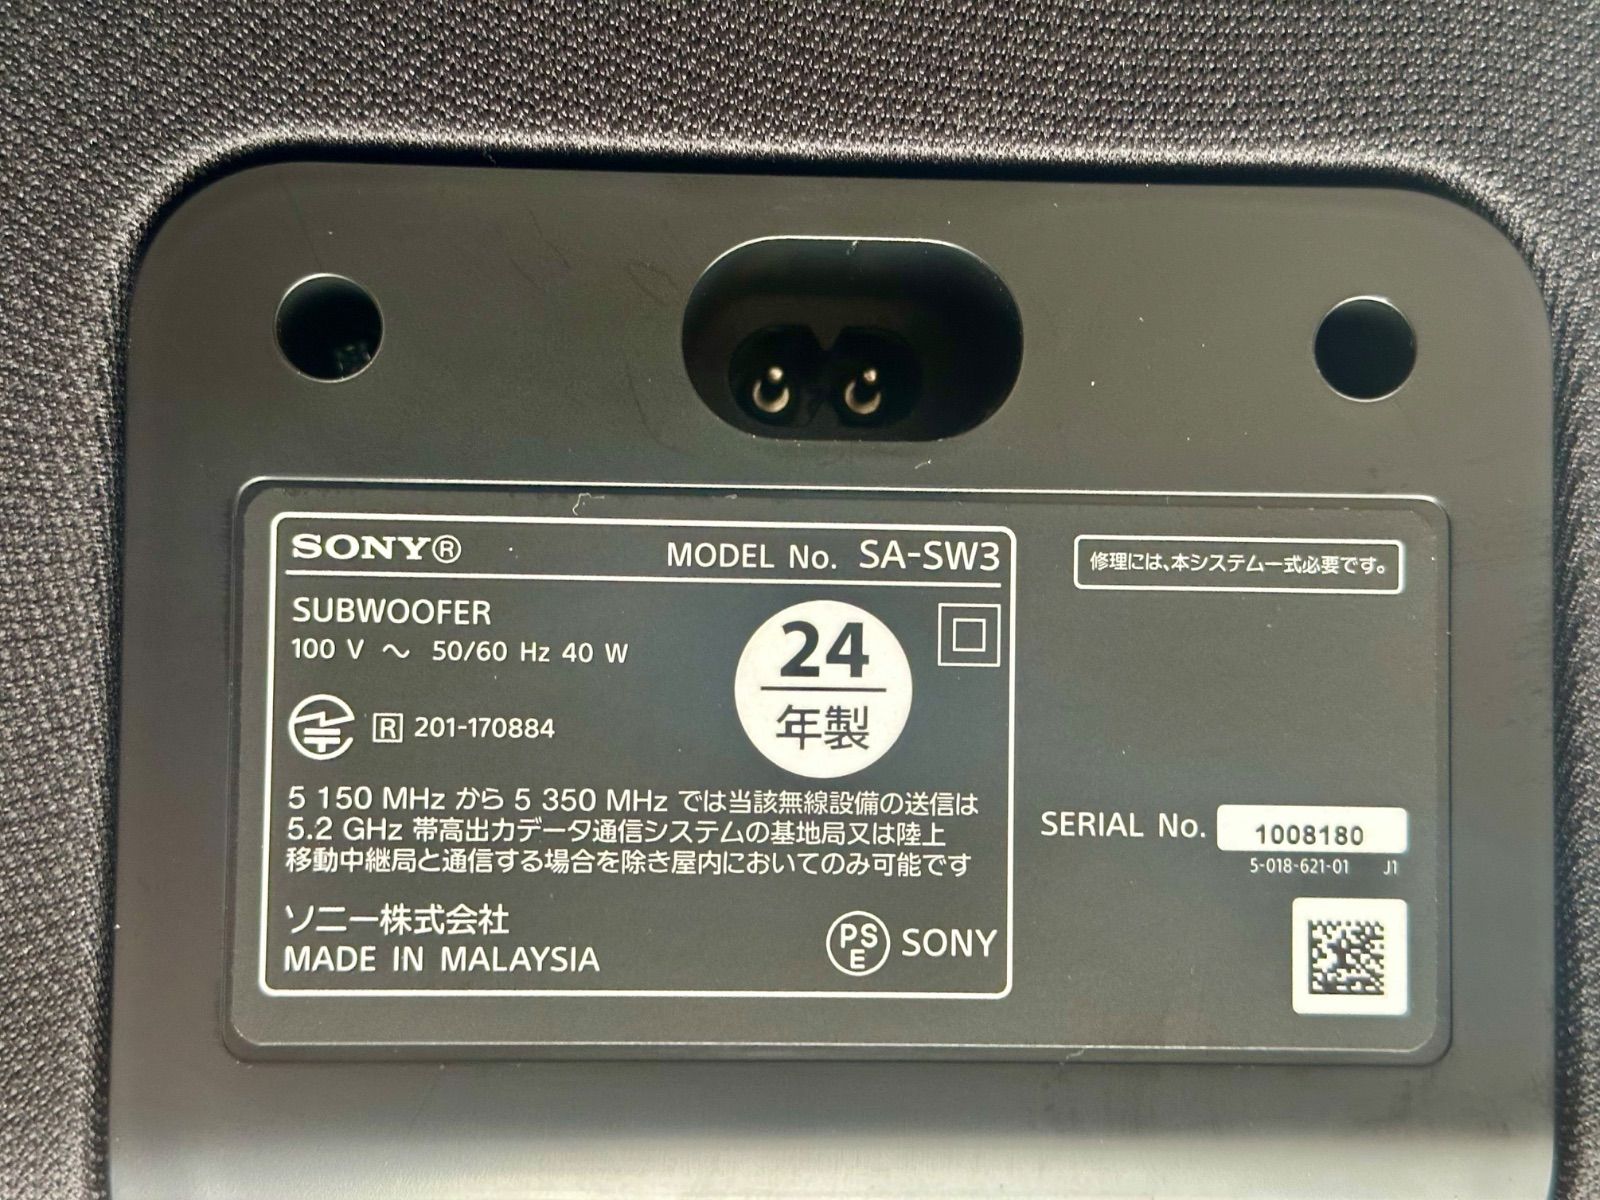 SONY®
MODEL No. SA-SW3
修理には、本システム一式必要です。
SUBWOOFER
100 V ～ 50/60 Hz 40 W
24
年製
R 201-170884
5 150 MHz から 5 350 MHz では当該無線設備の送信は
5.2 GHz 帯高出力データ通信システムの基地局又は陸上
移動中継局と通信する場合を除き屋内においてのみ可能です
SERIAL No. 1008180
5-018-621-01 J1
ソニー株式会社
MADE IN MALAYSIA
PSE SONY